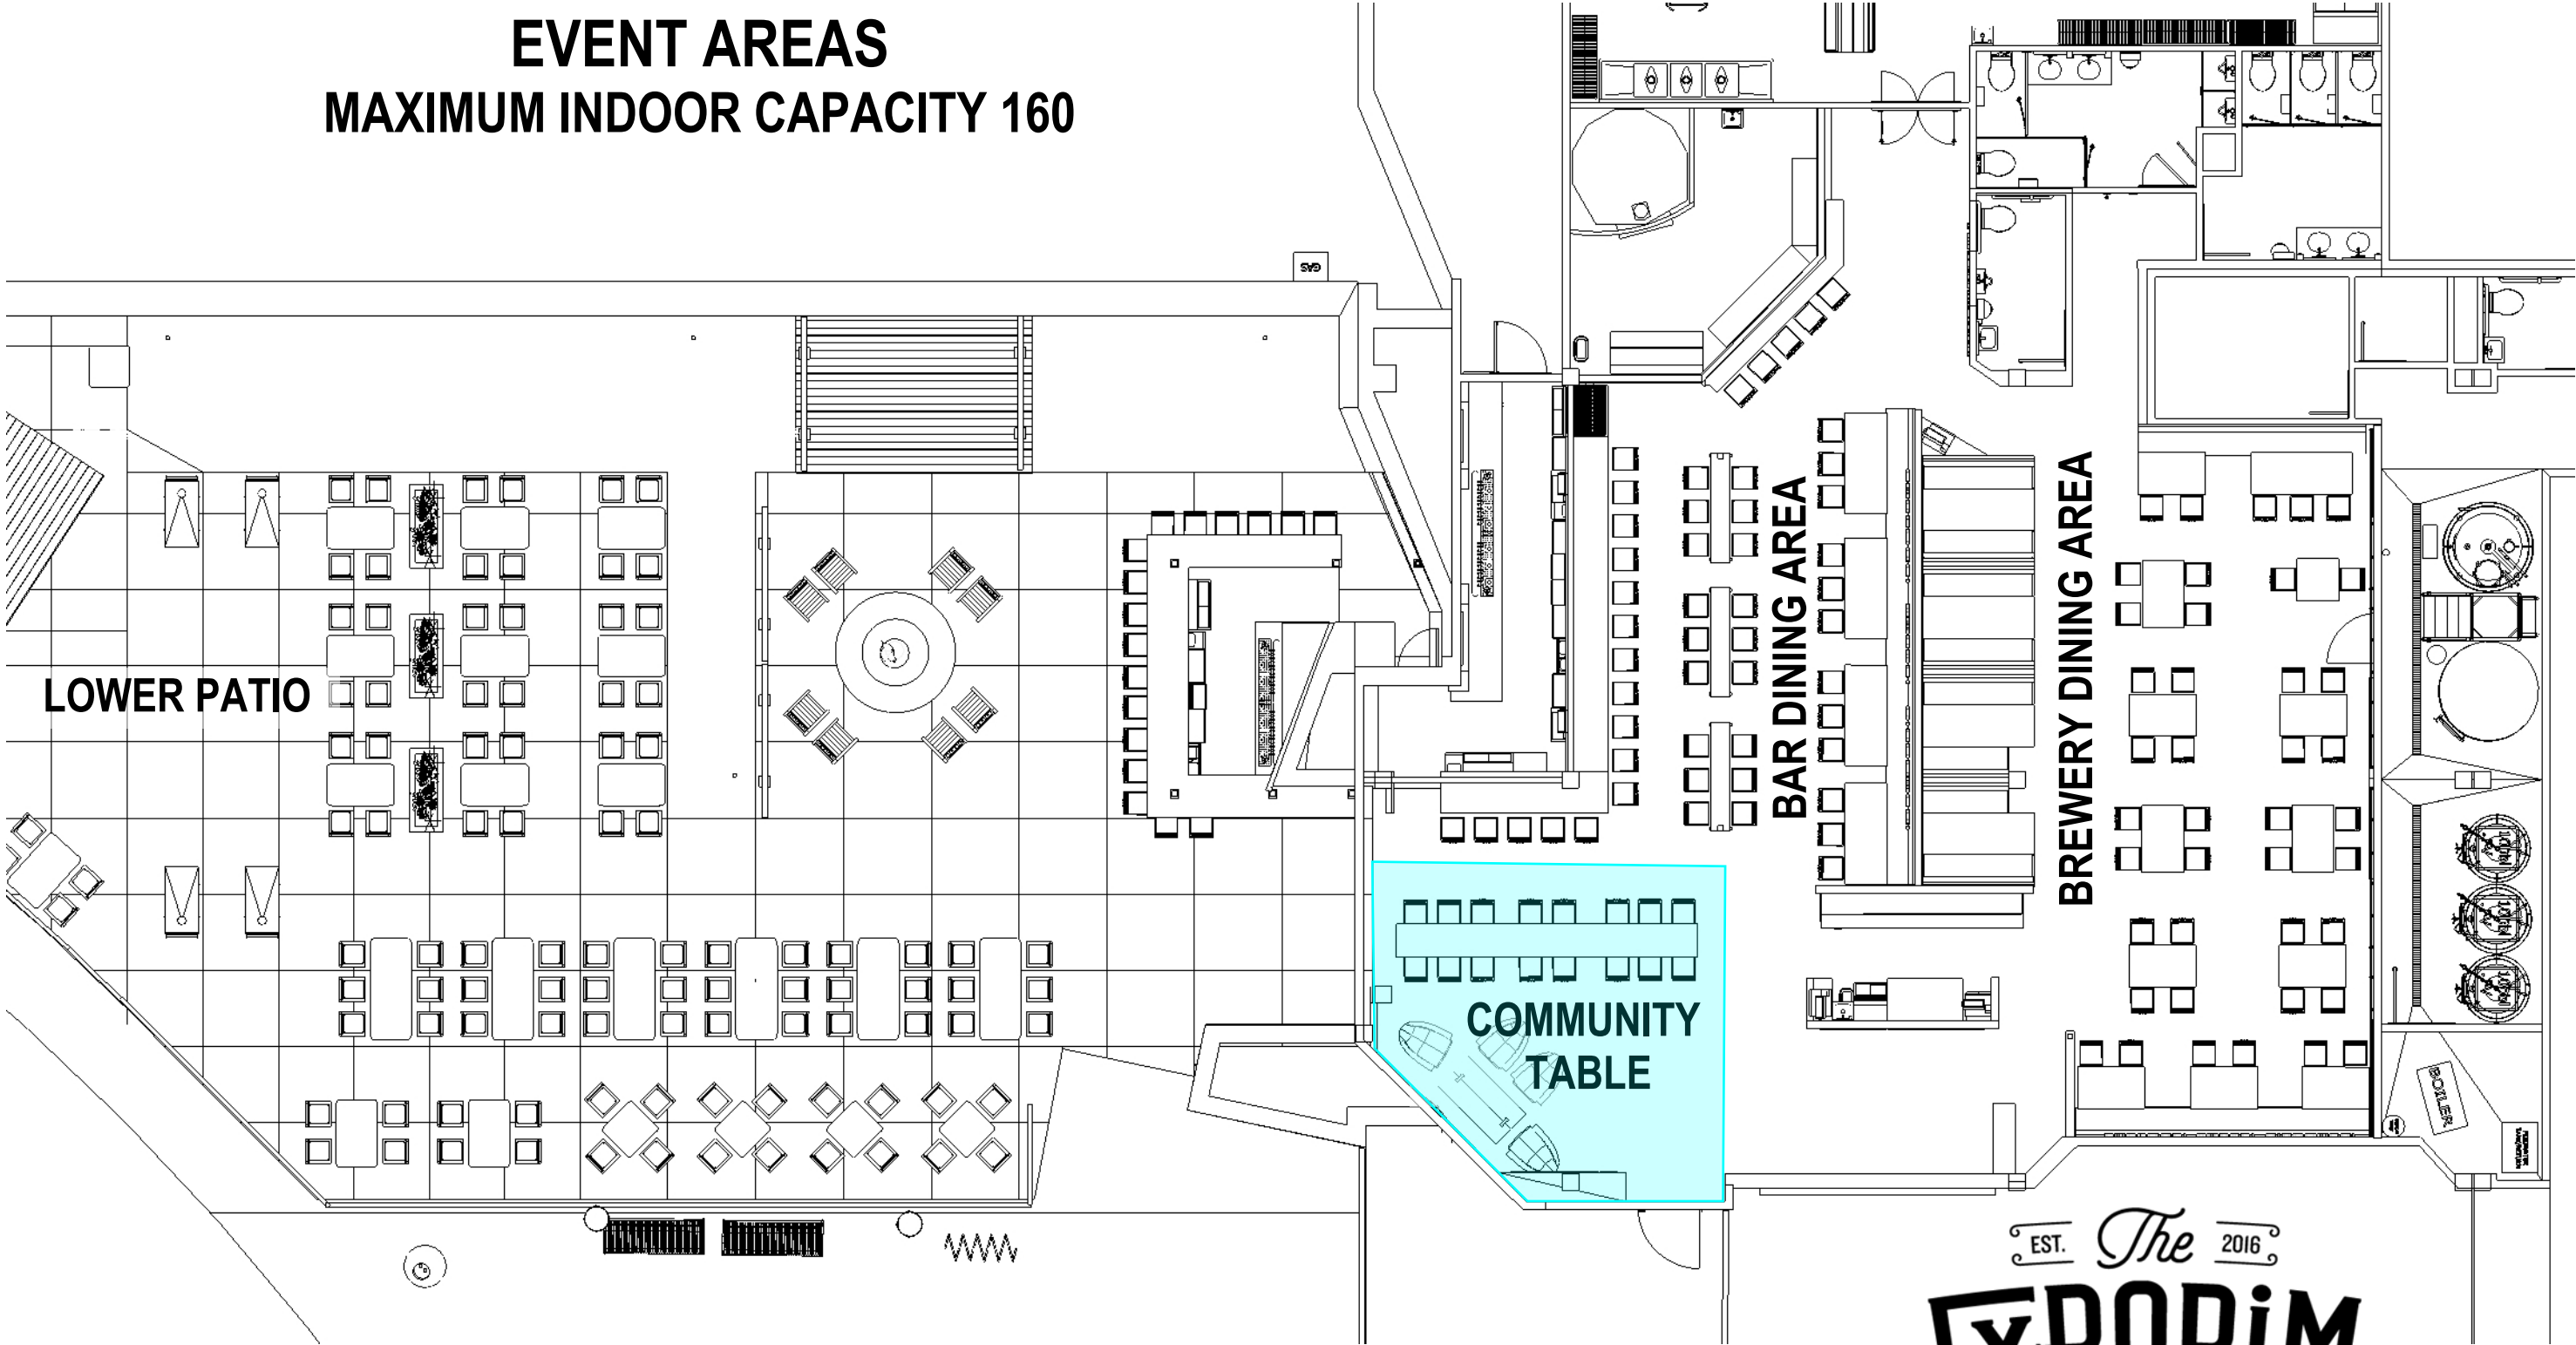 EVENT AREAS
MAXIMUM INDOOR CAPACITY 160
GAS
LOWER PATIO
BAR DINING AREA
BREWERY DINING AREA
COMMUNITY
TABLE
BOILER
EST. The 2016